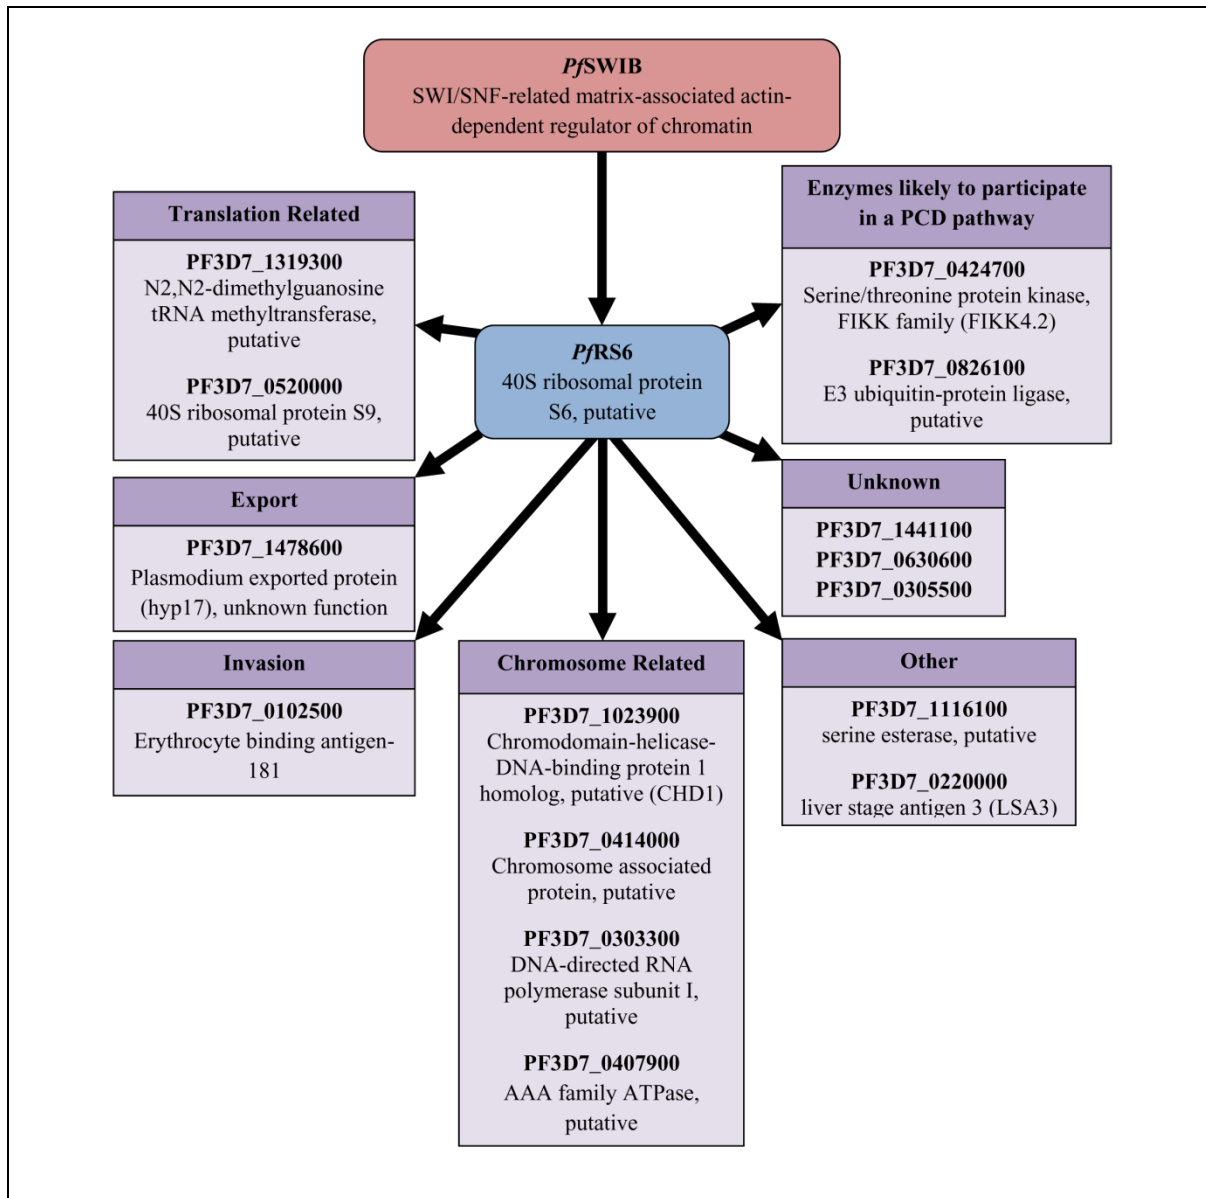 PfSWIB
SWI/SNF-related matrix-associated actin-
dependent regulator of chromatin
Translation Related
PF3D7_1319300
N2,N2-dimethylguanosine
tRNA methyltransferase,
putative
PF3D7_0520000
40S ribosomal protein S9,
putative
Enzymes likely to participate
in a PCD pathway
PF3D7_0424700
Serine/threonine protein kinase,
FIKK family (FIKK4.2)
PF3D7_0826100
E3 ubiquitin-protein ligase,
putative
PfRS6
40S ribosomal protein
S6, putative
Export
PF3D7_1478600
Plasmodium exported protein
(hyp17), unknown function
Unknown
PF3D7_1441100
PF3D7_0630600
PF3D7_0305500
Invasion
PF3D7_0102500
Erythrocyte binding antigen-
181
Chromosome Related
PF3D7_1023900
Chromodomain-helicase-
DNA-binding protein 1
homolog, putative (CHD1)
PF3D7_0414000
Chromosome associated
protein, putative
PF3D7_0303300
DNA-directed RNA
polymerase subunit I,
putative
PF3D7_0407900
AAA family ATPase,
putative
Other
PF3D7_1116100
serine esterase, putative
PF3D7_0220000
liver stage antigen 3 (LSA3)